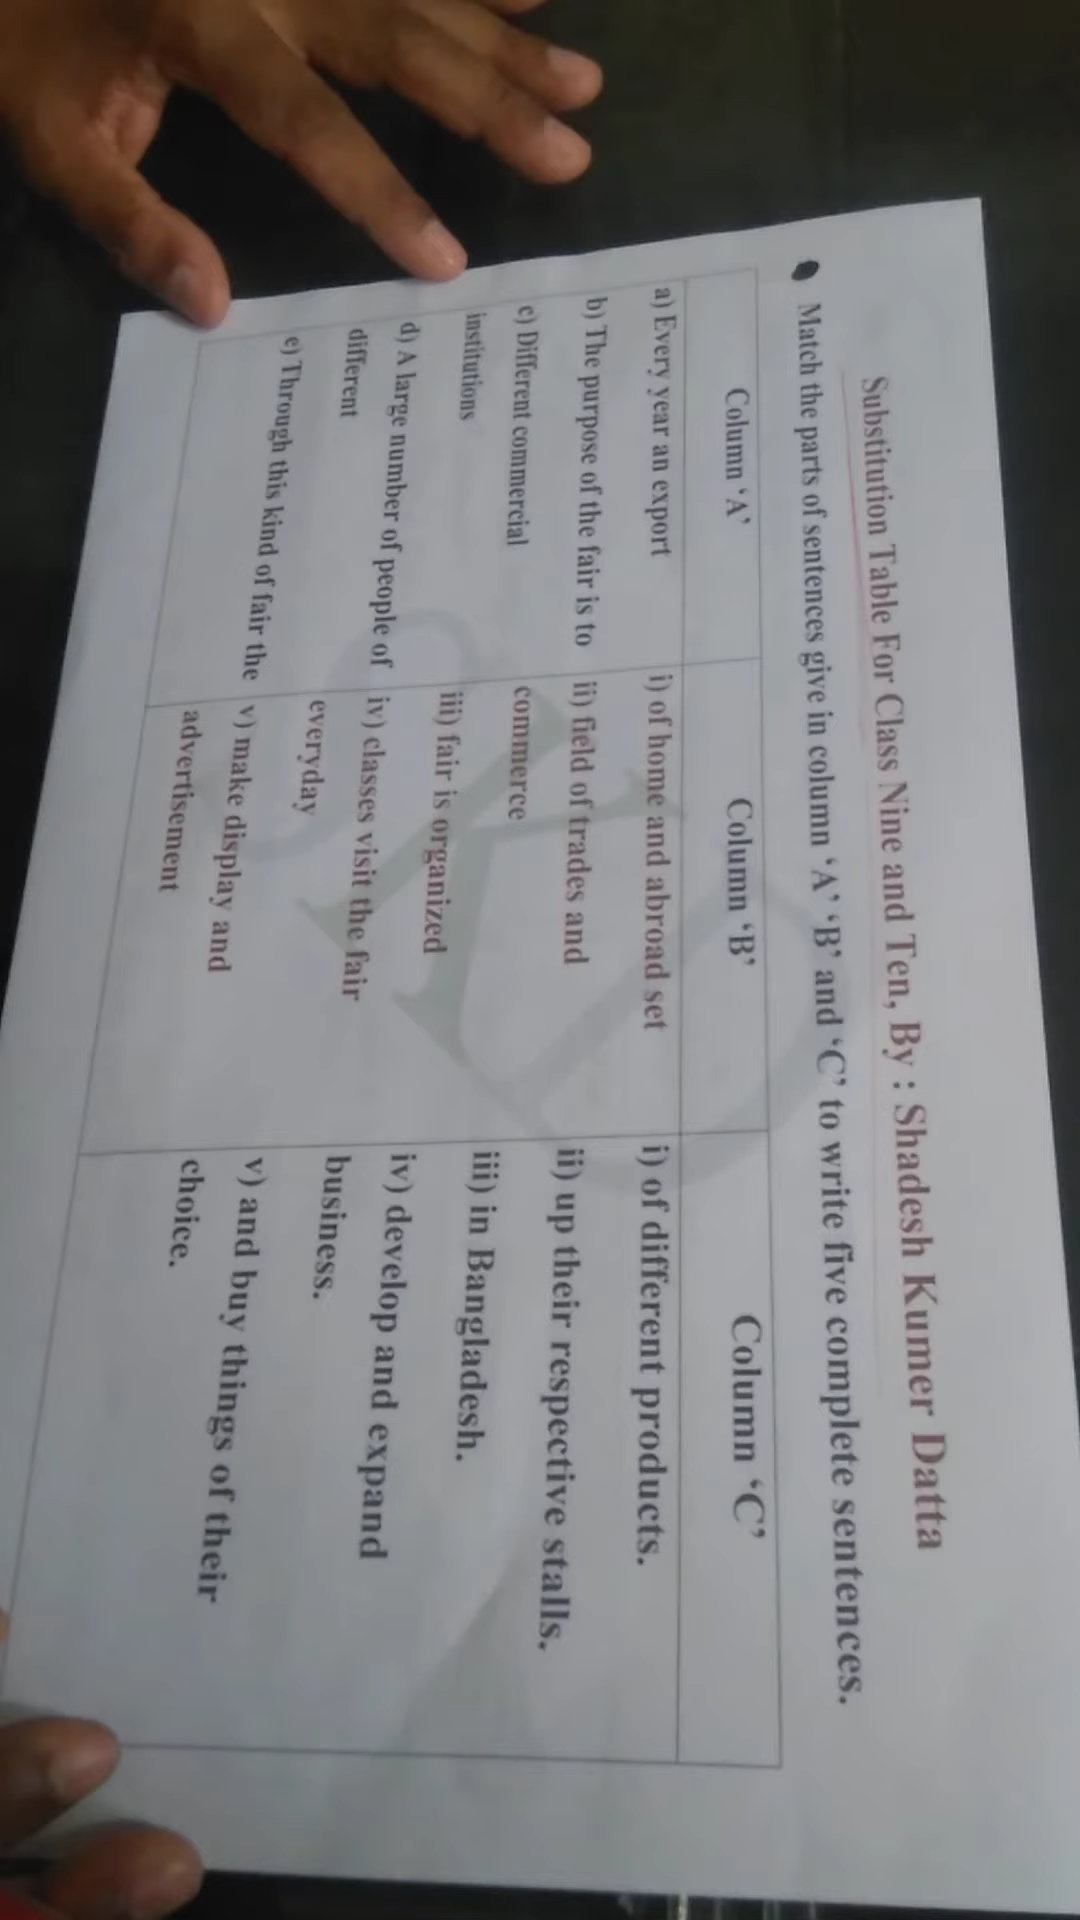 Substitution Table For Class Nine and Ten, By : Shadesh Kumer Datta
Match the parts of sentences give in column ‘A’ ‘B’ and ‘C’ to write five complete sentences.
Column ‘A’
a) Every year an export
b) The purpose of the fair is to
c) Different commercial
institutions
d) A large number of people of
different
e) Through this kind of fair the
Column ‘B’
i) of home and abroad set
ii) field of trades and
commerce
iii) fair is organized
iv) classes visit the fair
everyday
v) make display and
advertisement
Column ‘C’
i) of different products.
ii) up their respective stalls.
iii) in Bangladesh.
iv) develop and expand
business.
v) and buy things of their
choice.